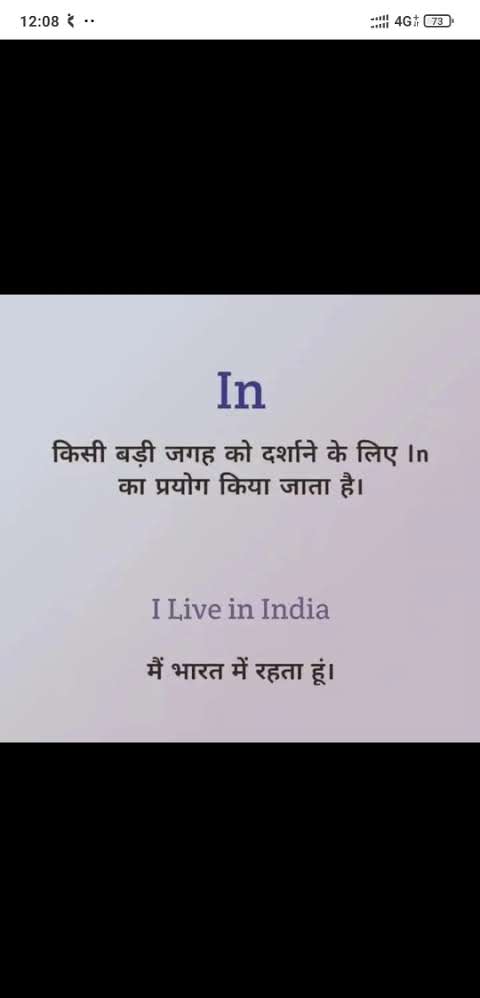 12:08
4G+
73
In
किसी बड़ी जगह को दर्शाने के लिए In
का प्रयोग किया जाता है।
I Live in India
मैं भारत में रहता हूं।